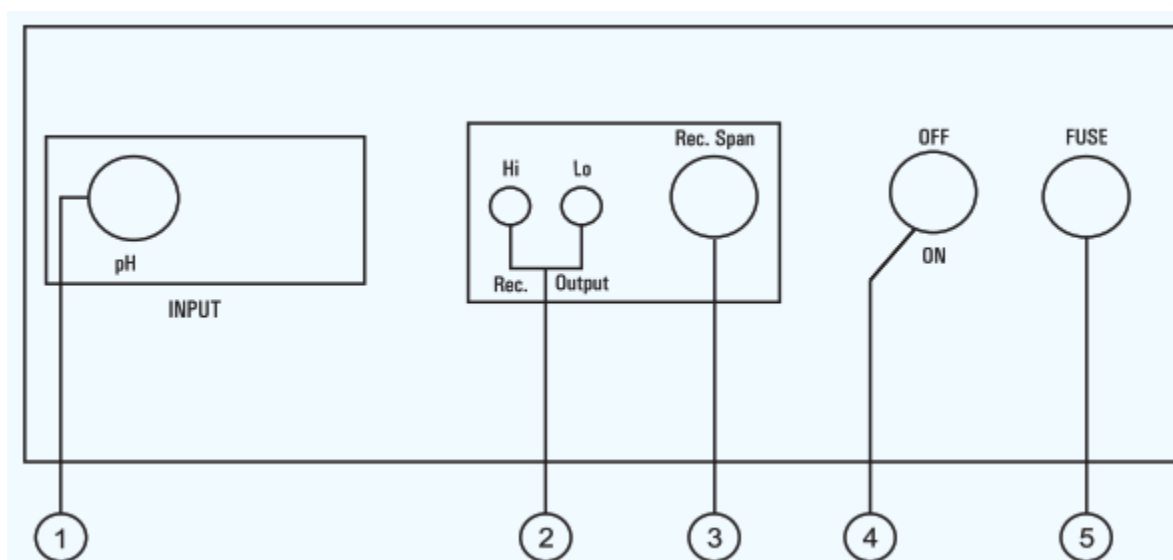 Rec. Span
OFF
FUSE
Hi
Lo
ON
pH
Rec.
Output
INPUT
1
2
3
4
5